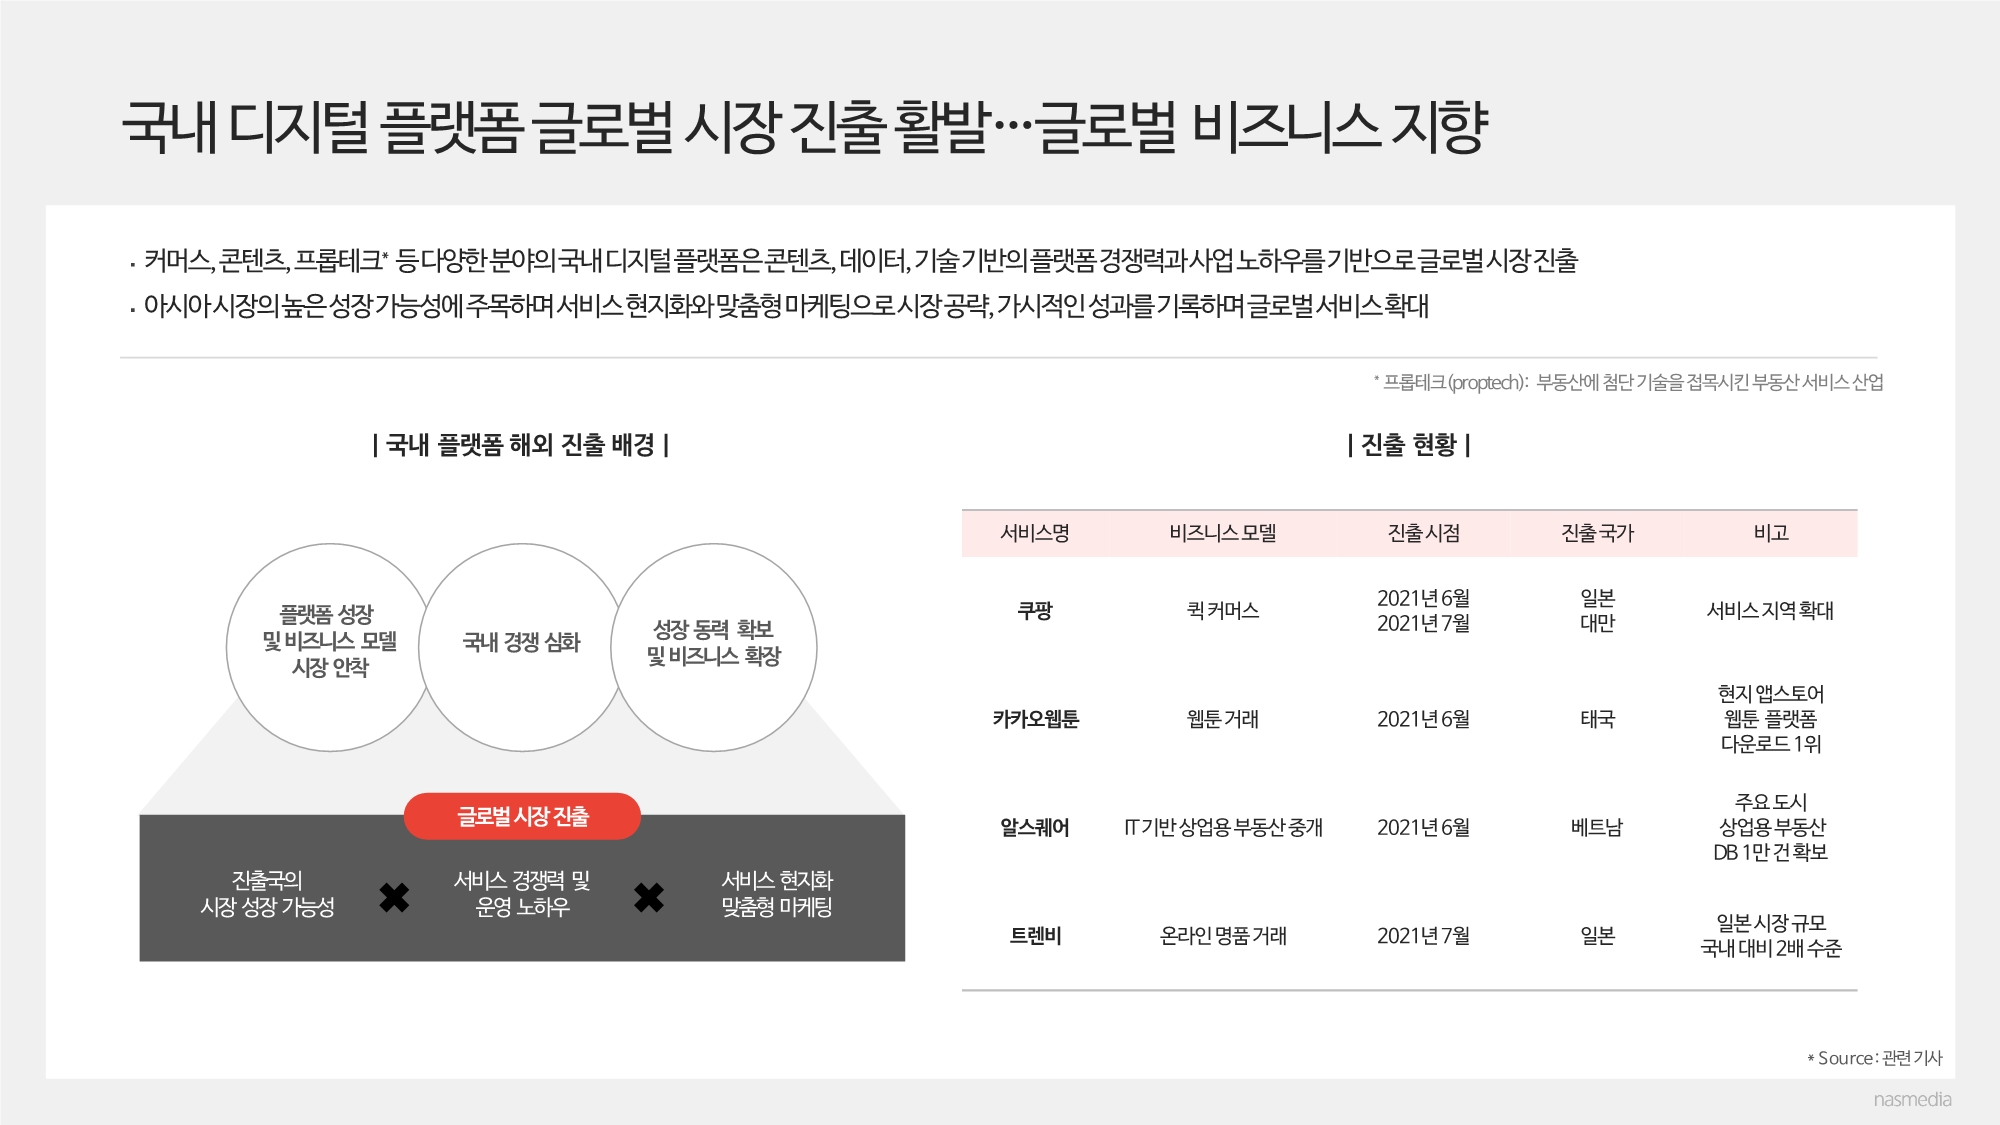 국내 디지털 플랫폼 글로벌 시장 진출 활발…글로벌 비즈니스 지향
· 커머스, 콘텐츠, 프롭테크* 등 다양한 분야의 국내 디지털 플랫폼은 콘텐츠, 데이터, 기술 기반의 플랫폼 경쟁력과 사업 노하우를 기반으로 글로벌 시장 진출
· 아시아 시장의 높은 성장 가능성에 주목하며 서비스 현지화와 맞춤형 마케팅으로 시장 공략, 가시적인 성과를 기록하며 글로벌 서비스 확대
* 프롭테크(proptech): 부동산에 첨단 기술을 접목시킨 부동산 서비스 산업
| 국내 플랫폼 해외 진출 배경 |
플랫폼 성장
및 비즈니스 모델
시장 안착
국내 경쟁 심화
성장 동력 확보
및 비즈니스 확장
글로벌 시장 진출
진출국의
시장 성장 가능성
✖
서비스 경쟁력 및
운영 노하우
✖
서비스 현지화
맞춤형 마케팅
| 진출 현황 |
서비스명 비즈니스 모델 진출 시점 진출 국가 비고
쿠팡
퀵 커머스
2021년 6월
2021년 7월
일본
대만
서비스 지역 확대
카카오웹툰
웹툰 거래
2021년 6월
태국
현지 앱스토어
웹툰 플랫폼
다운로드 1위
알스퀘어
IT 기반 상업용 부동산 중개
2021년 6월
베트남
주요 도시
상업용 부동산
DB 1만 건 확보
트렌비
온라인 명품 거래
2021년 7월
일본
일본 시장 규모
국내 대비 2배 수준
* Source : 관련 기사
nasmedia